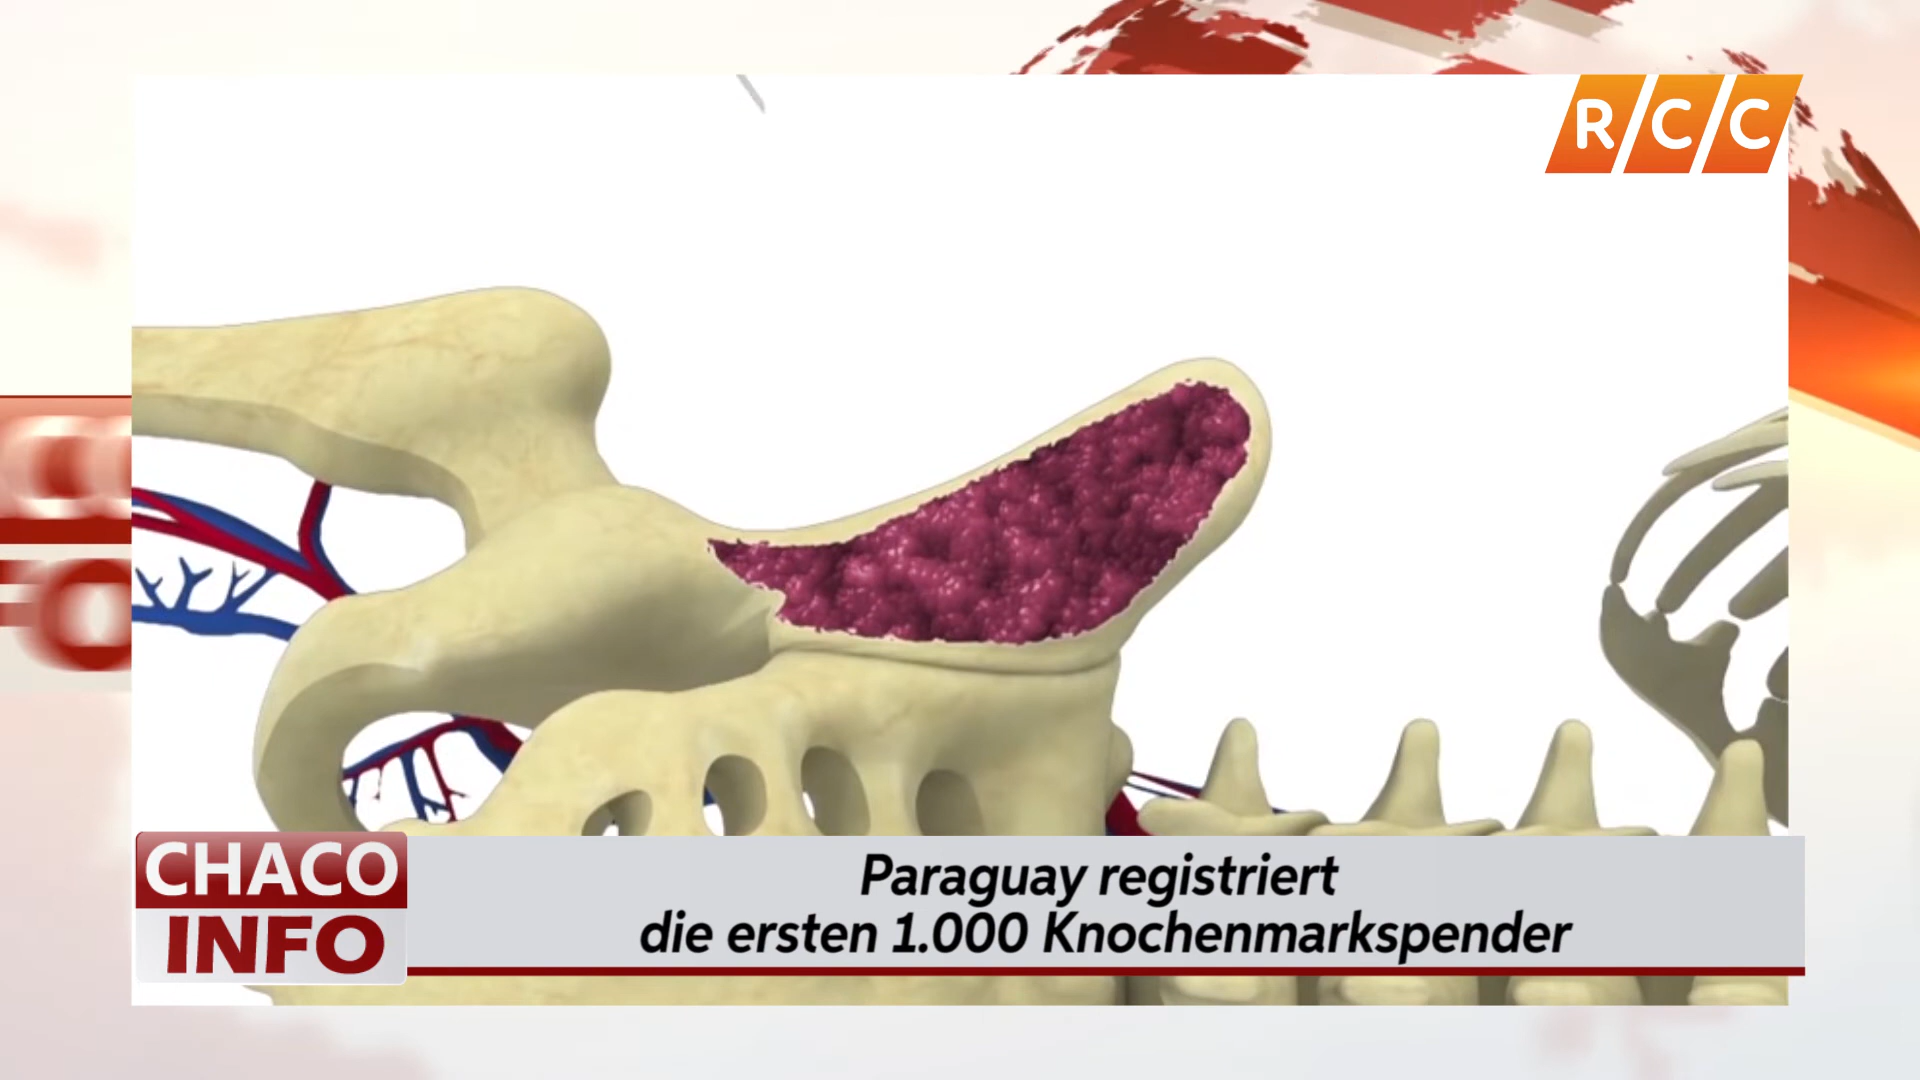 R/C/C
CHACO
INFO
Paraguay registriert
die ersten 1.000 Knochenmarkspender